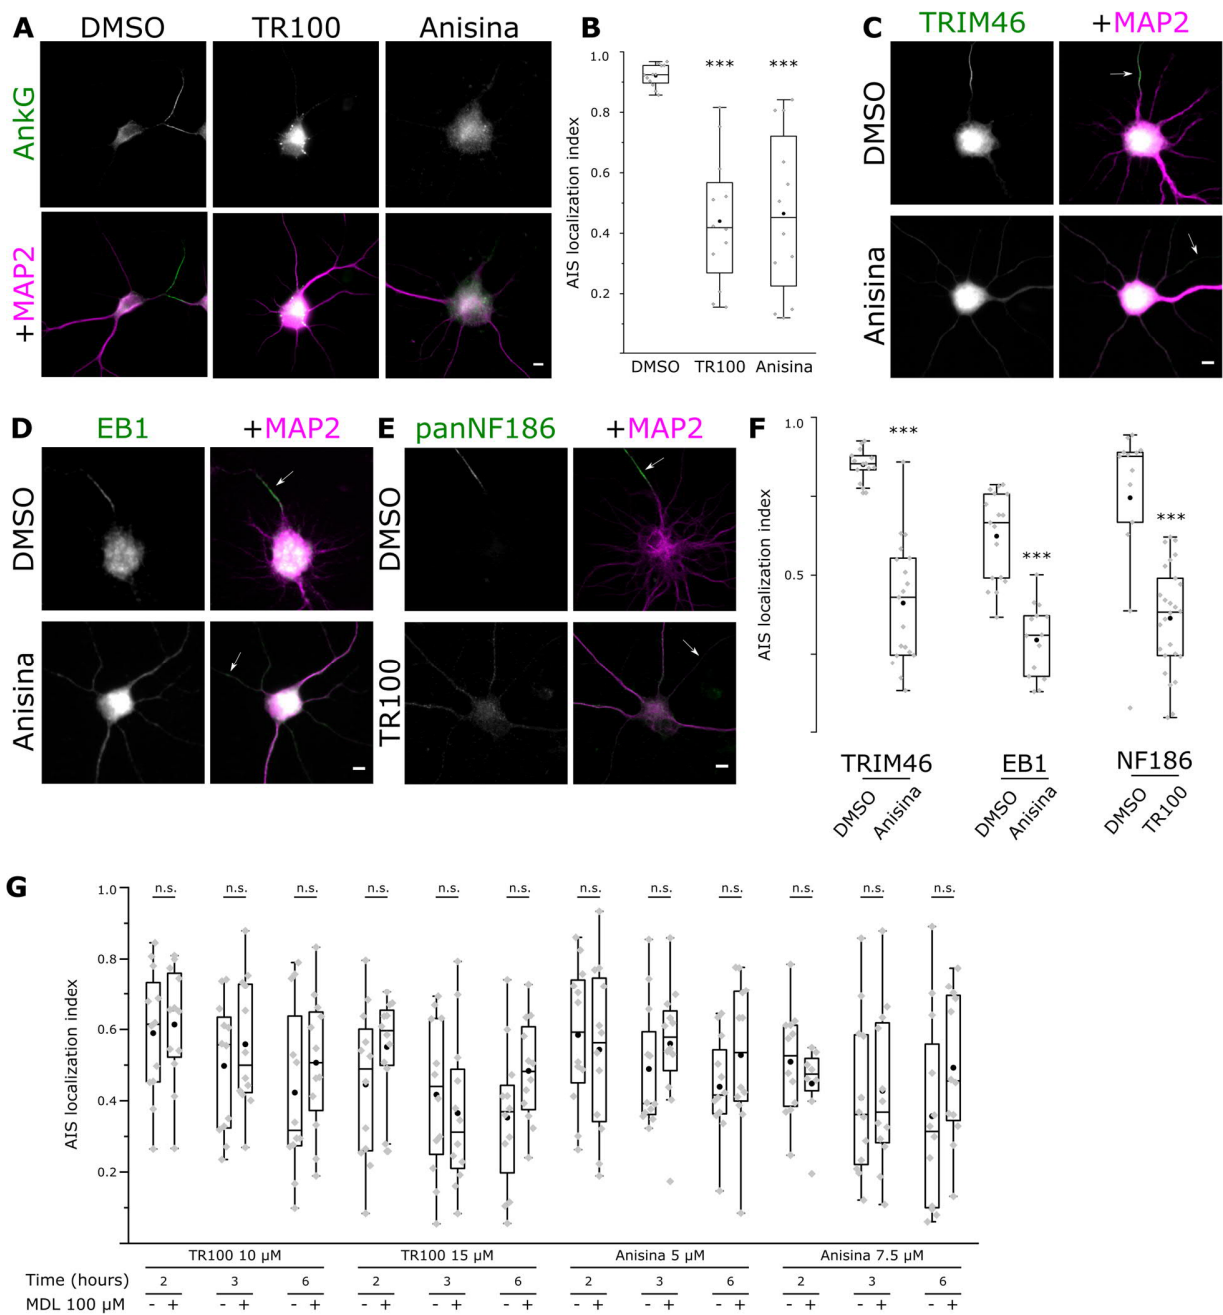 A
DMSO
TR100
Anisina
AnkG
+MAP2
B
AIS localization index
1.0
0.8
0.6
0.4
0.2
***
***
DMSO
TR100
Anisina
C
TRIM46
+MAP2
DMSO
Anisina
D
EB1
+MAP2
DMSO
Anisina
E
panNF186
+MAP2
DMSO
TR100
F
AIS localization index
1.0
0.5
***
***
***
TRIM46
EB1
NF186
DMSO
Anisina
DMSO
Anisina
DMSO
TR100
G
AIS localization index
1.0
0.8
0.6
0.4
0.2
n.s. n.s. n.s. n.s. n.s. n.s. n.s. n.s. n.s. n.s. n.s. n.s.
TR100 10 µM TR100 15 µM Anisina 5 µM Anisina 7.5 µM
Time (hours) 2 3 6 2 3 6 2 3 6 2 3 6
MDL 100 µM - + - + - + - + - + - + - + - + - + - + - + - +